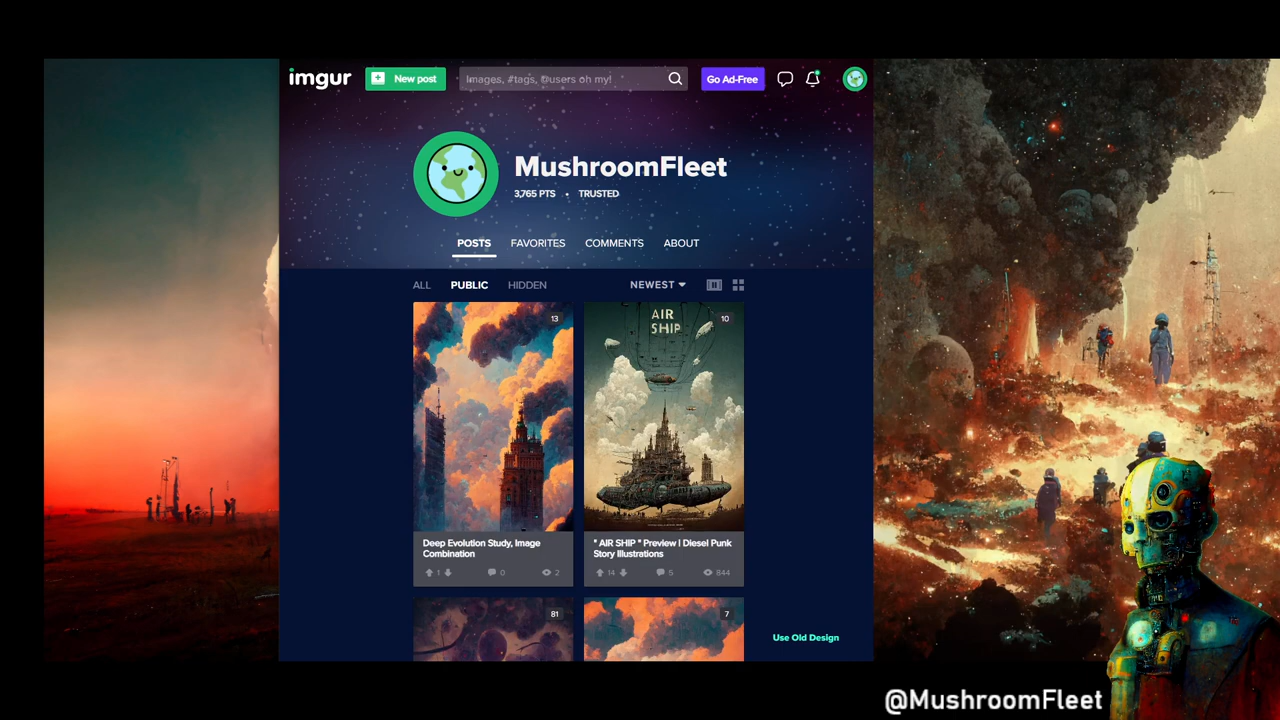 imgur
New post
Images, #tags, @users oh my!
Go Ad-Free
MushroomFleet
3,765 PTS • TRUSTED
POSTS FAVORITES COMMENTS ABOUT
ALL PUBLIC HIDDEN
NEWEST
13
Deep Evolution Study, Image
Combination
1 0 2
AIR
SHIP
10
" AIR SHIP " Preview | Diesel Punk
Story Illustrations
14 5 844
81
7
Use Old Design
@MushroomFleet